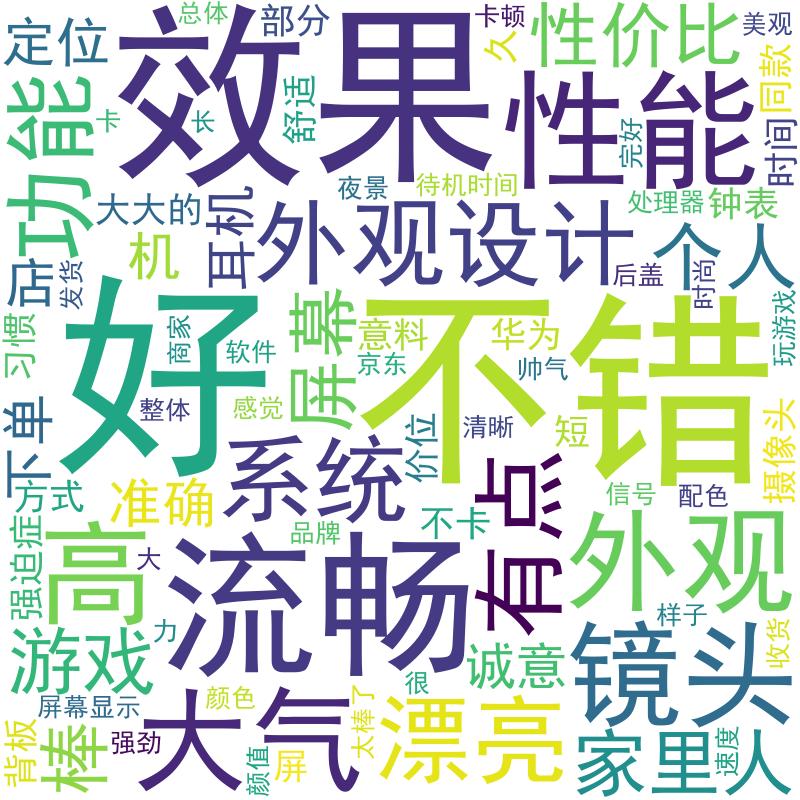 总体
部分
卡顿
性价比
美观
定位
效果
久
同款
功能
卡
长
舒适
性能
完好
时间
大大的
耳机
夜景
待机时间
处理器
钟表
机
外观设计
个人
店
发货
后盖
时尚
习惯
商家
软件
好
屏幕
意料
华为
京东
帅气
不错
玩游戏
下单
整体
感觉
价位
清晰
短
摄像头
系统
方式
准确
有点
信号
配色
强迫症
高
大
品牌
不卡
流畅
外观
力
样子
游戏
很
诚意
镜头
收货
屏幕显示
颜色
太棒了
漂亮
背板
棒
强劲
大气
颜值
屏
家里人
速度